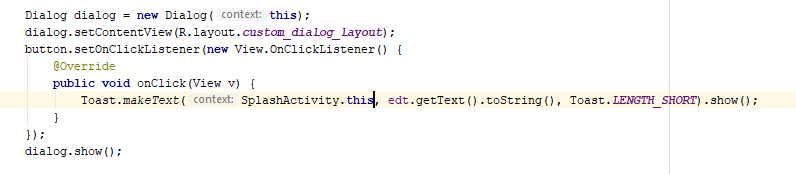 Dialog dialog = new Dialog( context: this);
dialog.setContentView(R.layout.custom_dialog_layout);
button.setOnClickListener(new View.OnClickListener() {
@Override
public void onClick(View v) {
Toast.makeText( context: SplashActivity.this, edt.getText().toString(), Toast.LENGTH_SHORT).show();
}
});
dialog.show();